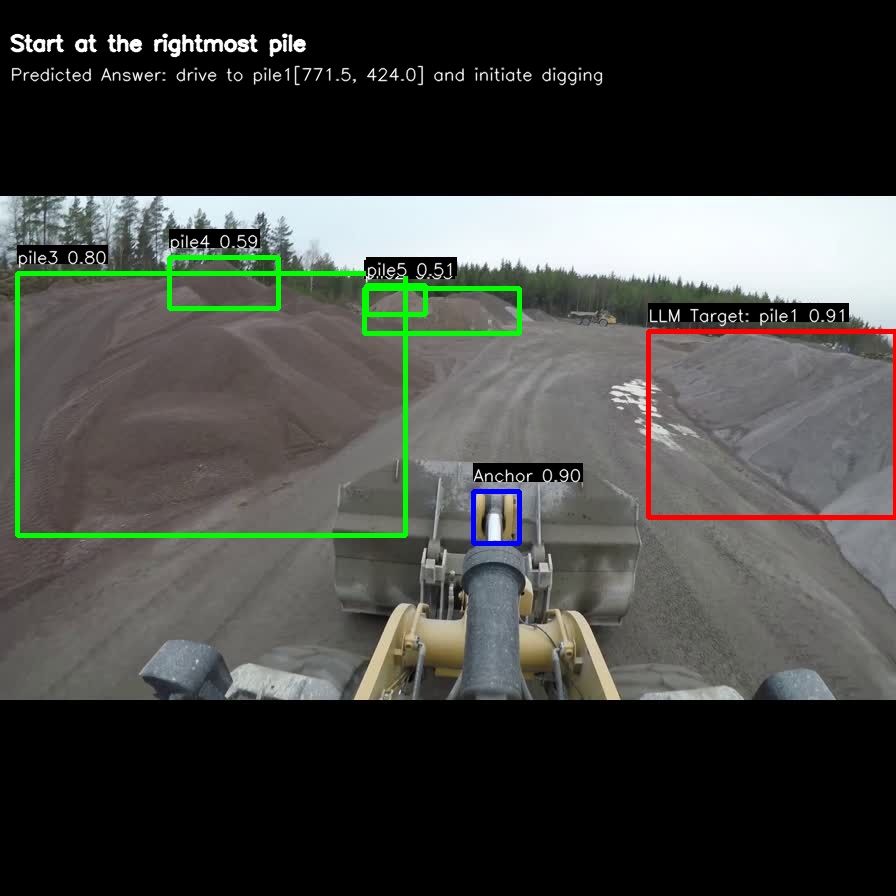 Start at the rightmost pile
Predicted Answer: drive to pile1[771.5, 424.0] and initiate digging
pile4 0.59
pile3 0.80
pile5 0.51
LLM Target: pile1 0.91
Anchor 0.90